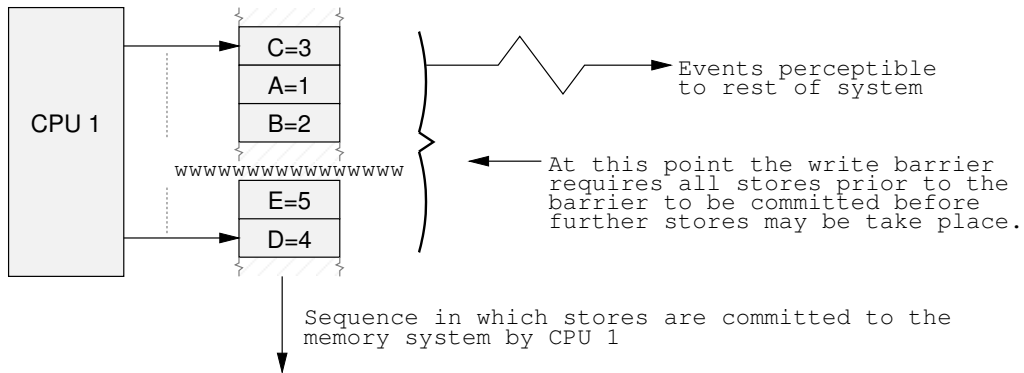 CPU 1
C=3
A=1
B=2
wwwwwwwwwwwwwwww
E=5
D=4
Events perceptible
to rest of system
At this point the write barrier
requires all stores prior to the
barrier to be committed before
further stores may be take place.
Sequence in which stores are committed to the
memory system by CPU 1